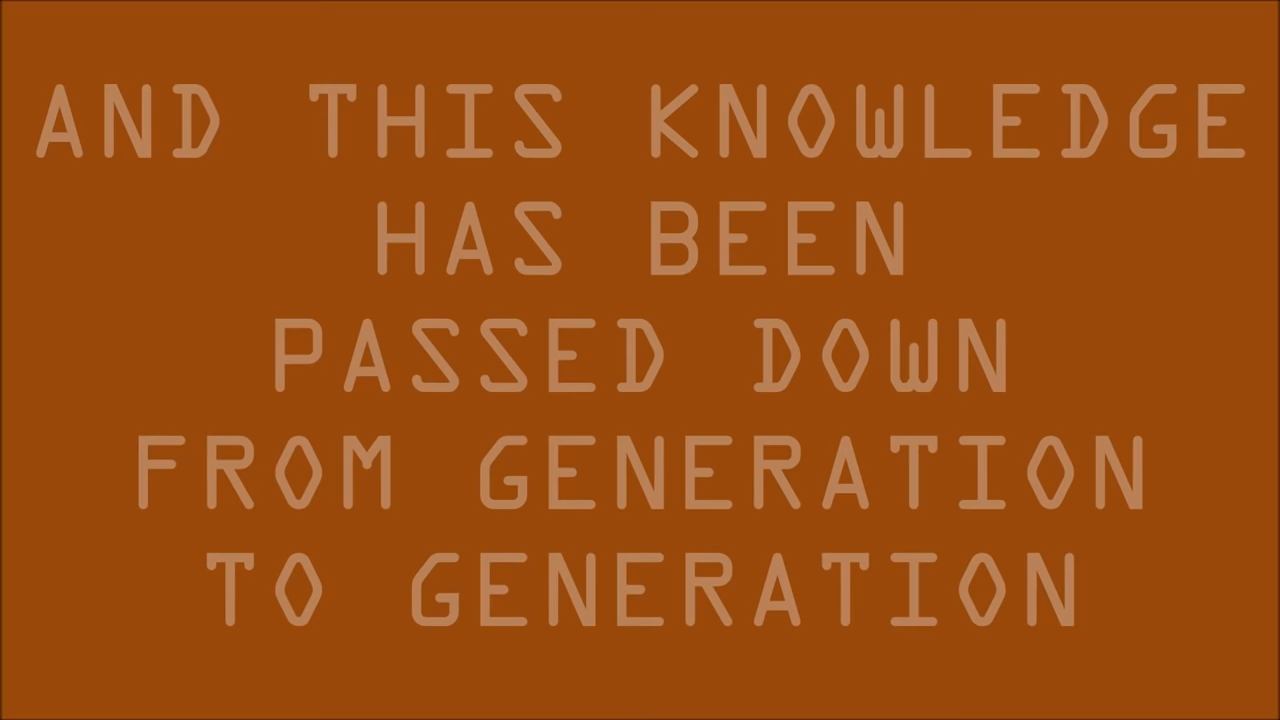 AND THIS KNOWLEDGE
HAS BEEN
PASSED DOWN
FROM GENERATION
TO GENERATION